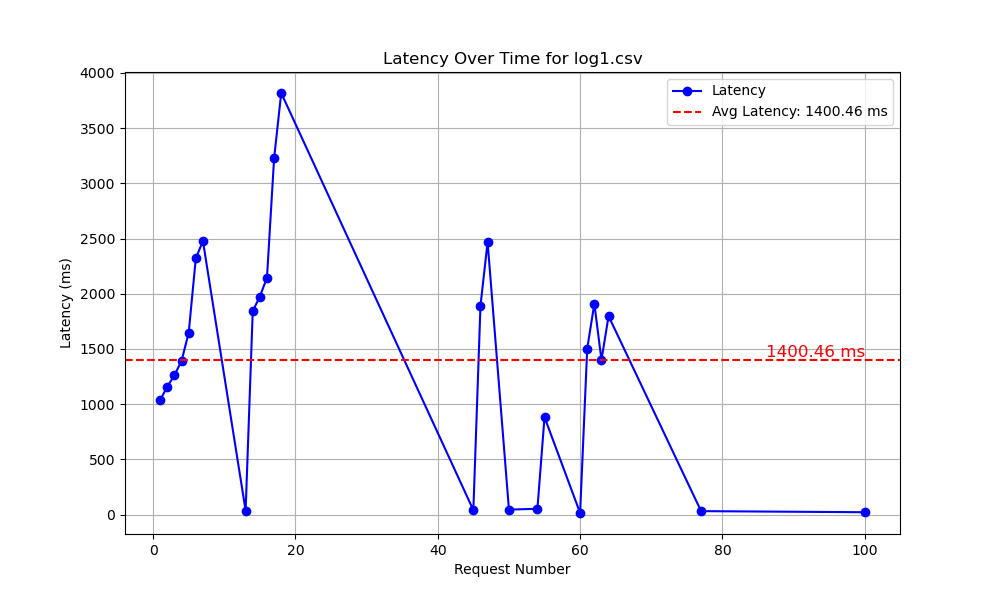 Latency Over Time for log1.csv
Latency
Avg Latency: 1400.46 ms
4000
3500
3000
2500
2000
1500
1000
500
0
Latency (ms)
1400.46 ms
0 20 40 60 80 100
Request Number